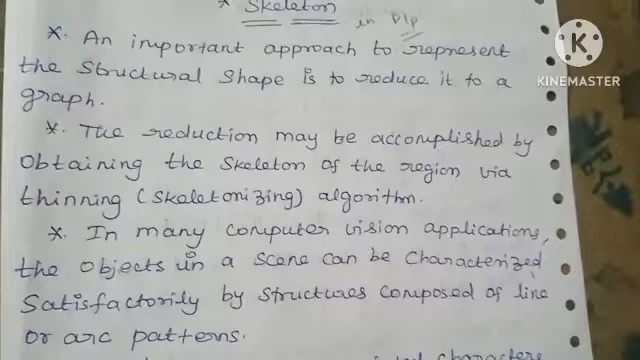 * Skeleton in DIP
*. An important approach to represent
the structural shape is to reduce it to a
graph.
*. The reduction may be accomplished by
Obtaining the Skeleton of the region via
thinning (skeletonizing) algorithm.
*. In many computer vision applications,
the objects in a scene can be characterized
Satisfactorily by structures composed of line
or arc patterns.
characters
KINEMASTER